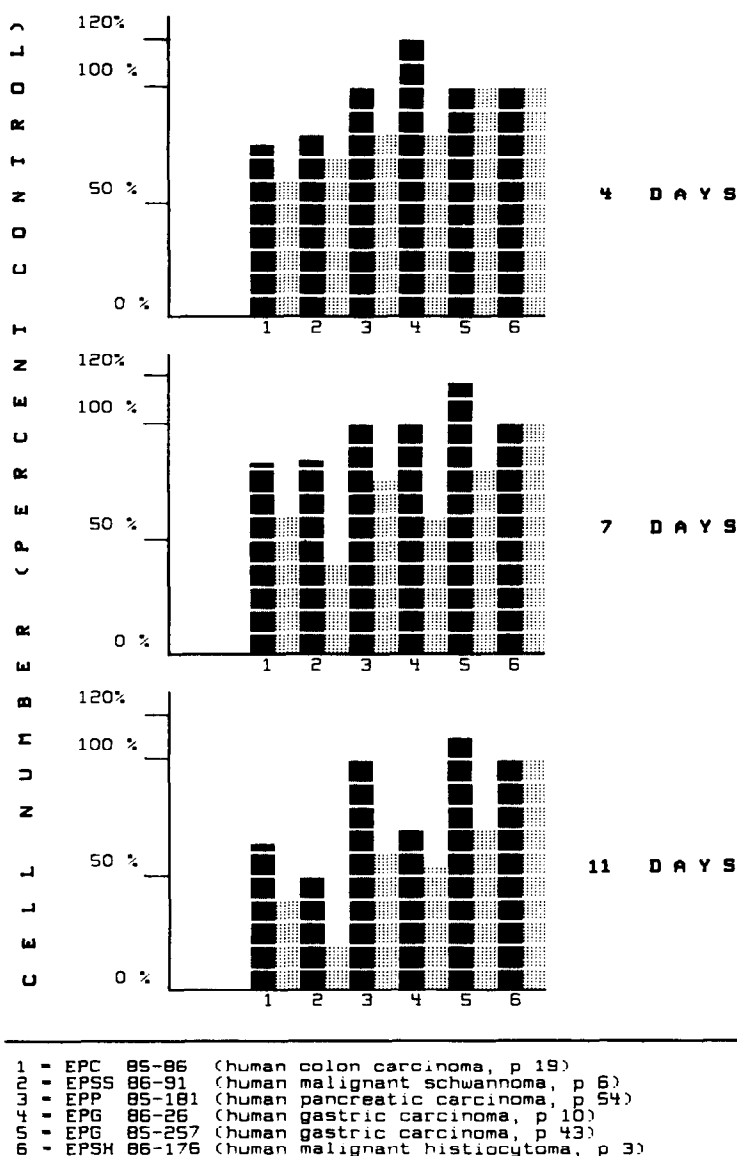 CELL NUMBER (PERCENT CONTROL)
120%
100 %
50 %
0 %
1 2 3 4 5 6
4 DAYS
120%
100 %
50 %
0 %
1 2 3 4 5 6
7 DAYS
120%
100 %
50 %
0 %
1 2 3 4 5 6
11 DAYS
1 = EPC 85-86 (human colon carcinoma, p 19)
2 = EPSS 86-91 (human malignant schwannoma, p 6)
3 = EPP 85-181 (human pancreatic carcinoma, p 54)
4 = EPG 86-26 (human gastric carcinoma, p 10)
5 = EPG 85-257 (human gastric carcinoma, p 43)
6 = EPSH 86-176 (human malignant histiocytoma, p 3)